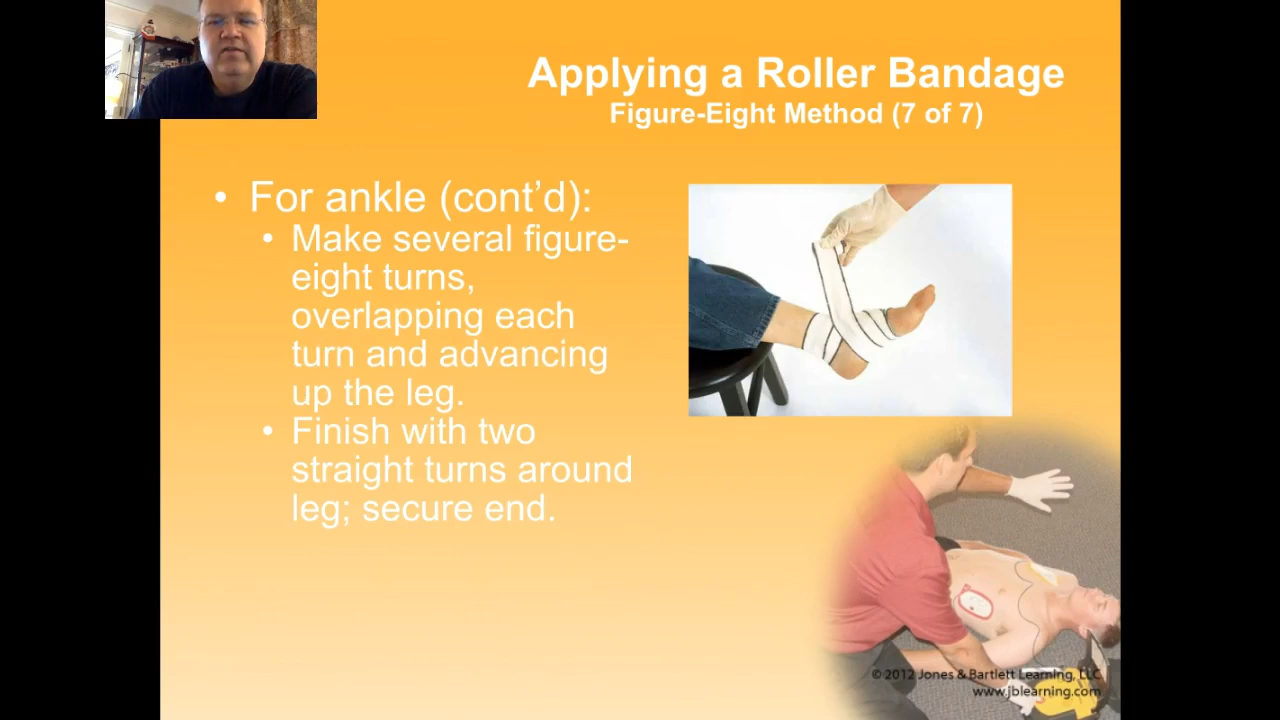 Applying a Roller Bandage
Figure-Eight Method (7 of 7)
• For ankle (cont’d):
• Make several figure-
eight turns,
overlapping each
turn and advancing
up the leg.
• Finish with two
straight turns around
leg; secure end.
© 2012 Jones & Bartlett Learning, LLC
www.jblearning.com